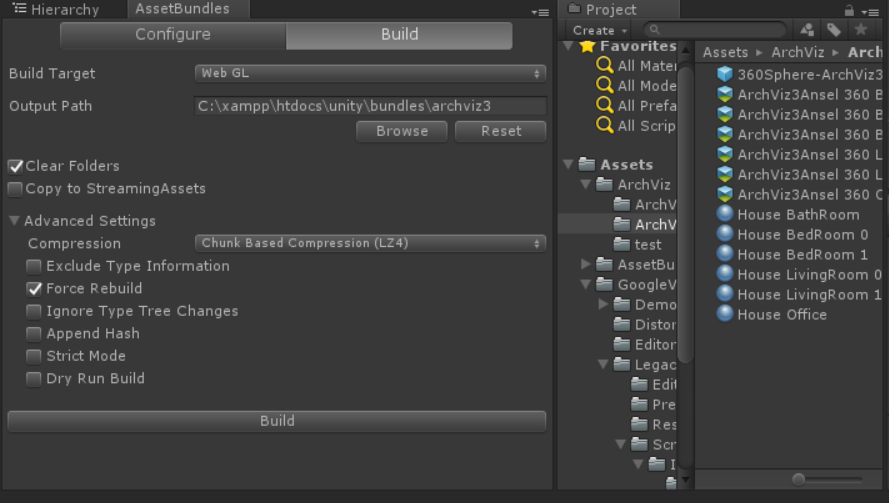 Hierarchy
AssetBundles
Configure
Build
Build Target
Web GL
Output Path
C:\xampp\htdocs\unity\bundles\archviz3
Browse
Reset
Clear Folders
Copy to StreamingAssets
Advanced Settings
Compression
Chunk Based Compression (LZ4)
Exclude Type Information
Force Rebuild
Ignore Type Tree Changes
Append Hash
Strict Mode
Dry Run Build
Build
Project
Create
Favorites
All Mater
All Mode
All Prefa
All Scrip
Assets
ArchViz
ArchV
ArchV
test
AssetBu
GoogleV
Demo
Distor
Editor
Legac
Edit
Pre
Res
Scr
I
Assets ▸ ArchViz ▸ Arch
360Sphere-ArchViz3
ArchViz3Ansel 360 B
ArchViz3Ansel 360 B
ArchViz3Ansel 360 B
ArchViz3Ansel 360 L
ArchViz3Ansel 360 L
ArchViz3Ansel 360 O
House BathRoom
House BedRoom 0
House BedRoom 1
House LivingRoom 0
House LivingRoom 1
House Office